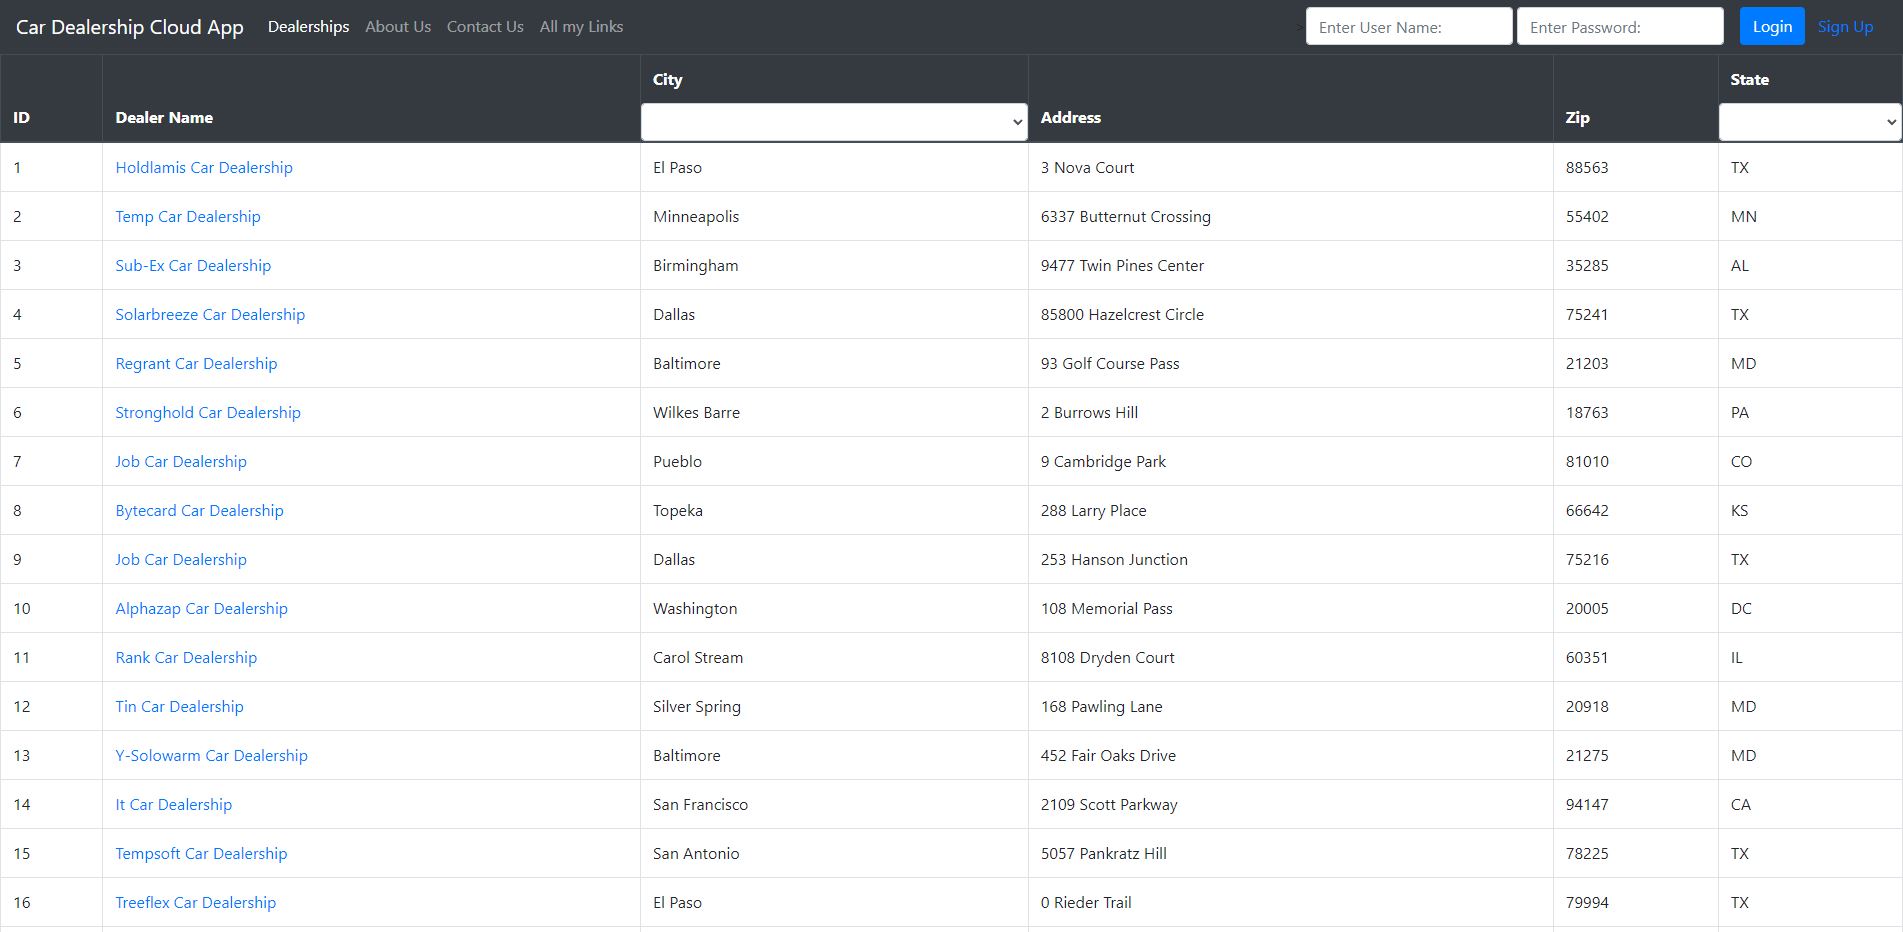 Car Dealership Cloud App Dealerships About Us Contact Us All my Links > Enter User Name: Enter Password: Login Sign Up
ID Dealer Name City Address Zip State
1 Holdlamis Car Dealership El Paso 3 Nova Court 88563 TX
2 Temp Car Dealership Minneapolis 6337 Butternut Crossing 55402 MN
3 Sub-Ex Car Dealership Birmingham 9477 Twin Pines Center 35285 AL
4 Solarbreeze Car Dealership Dallas 85800 Hazelcrest Circle 75241 TX
5 Regrant Car Dealership Baltimore 93 Golf Course Pass 21203 MD
6 Stronghold Car Dealership Wilkes Barre 2 Burrows Hill 18763 PA
7 Job Car Dealership Pueblo 9 Cambridge Park 81010 CO
8 Bytecard Car Dealership Topeka 288 Larry Place 66642 KS
9 Job Car Dealership Dallas 253 Hanson Junction 75216 TX
10 Alphazap Car Dealership Washington 108 Memorial Pass 20005 DC
11 Rank Car Dealership Carol Stream 8108 Dryden Court 60351 IL
12 Tin Car Dealership Silver Spring 168 Pawling Lane 20918 MD
13 Y-Solowarm Car Dealership Baltimore 452 Fair Oaks Drive 21275 MD
14 It Car Dealership San Francisco 2109 Scott Parkway 94147 CA
15 Tempsoft Car Dealership San Antonio 5057 Pankratz Hill 78225 TX
16 Treeflex Car Dealership El Paso 0 Rieder Trail 79994 TX